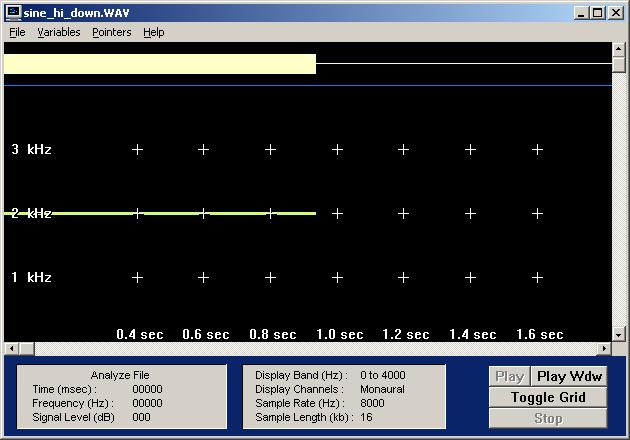 sine_hi_down.WAV
File Variables Pointers Help
3 kHz
2 kHz
1 kHz
0.4 sec 0.6 sec 0.8 sec 1.0 sec 1.2 sec 1.4 sec 1.6 sec
Analyze File
Time (msec) : 00000
Frequency (Hz) : 00000
Signal Level (dB) 000
Display Band (Hz) : 0 to 4000
Display Channels : Monaural
Sample Rate (Hz) : 8000
Sample Length (kb) : 16
Play Play Wdw
Toggle Grid
Stop